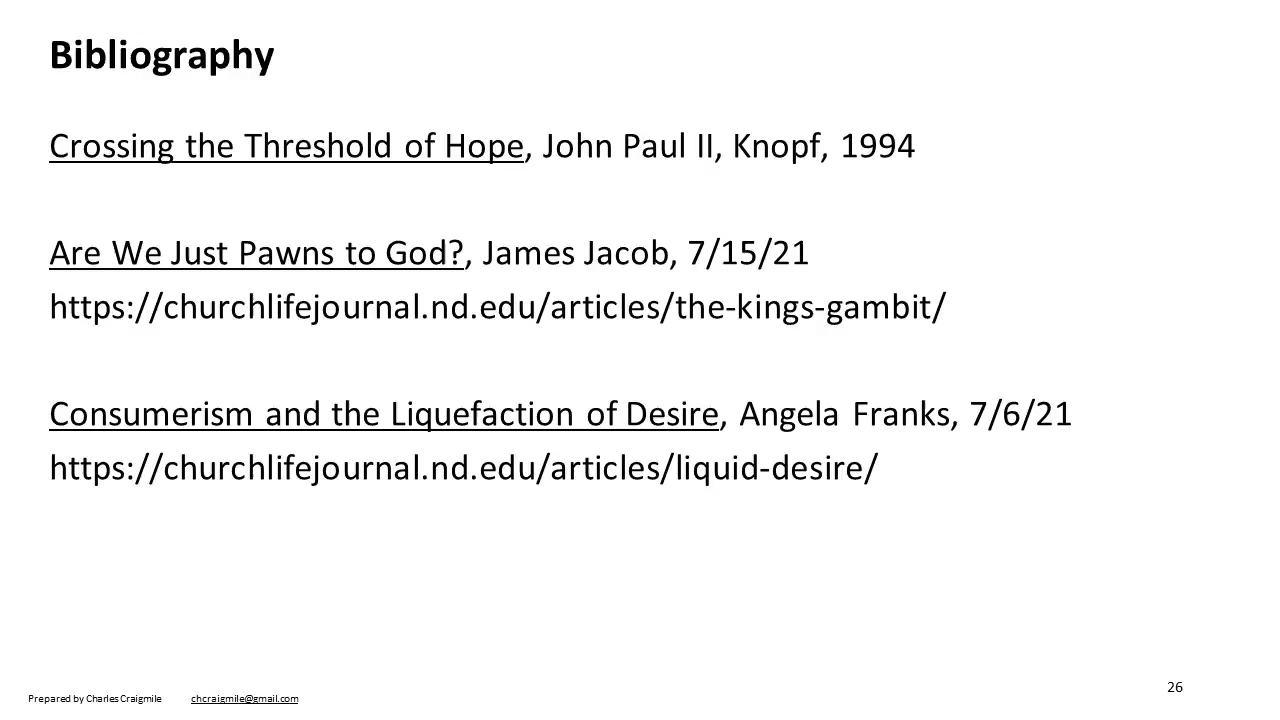 Bibliography
Crossing the Threshold of Hope, John Paul II, Knopf, 1994
Are We Just Pawns to God?, James Jacob, 7/15/21
https://churchlifejournal.nd.edu/articles/the-kings-gambit/
Consumerism and the Liquefaction of Desire, Angela Franks, 7/6/21
https://churchlifejournal.nd.edu/articles/liquid-desire/
Prepared by Charles Craigmile chcraigmile@gmail.com
26